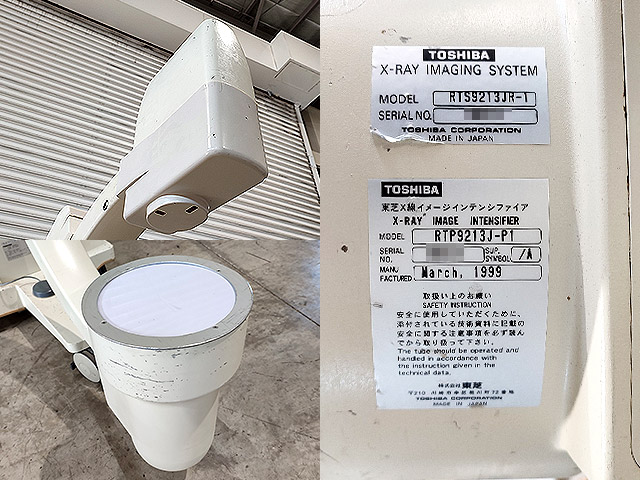 TOSHIBA
X-RAY IMAGING SYSTEM
MODEL RTS9213JR-1
SERIAL NO.
TOSHIBA CORPORATION
MADE IN JAPAN
TOSHIBA
東芝X線イメージインテンシファイア
X-RAY IMAGE INTENSIFIER
MODEL RTP9213J-P1
SERIAL NO. SUP. SYMBOL /A
MANUFACTURED March, 1999
取扱い上のお願い
SAFETY INSTRUCTION
安全に使用していただくために、
添付されている技術資料に記載の
安全に関する注意事項を必ず読ん
でから取り扱って下さい。
The tube should be operated and
handled in accordance with
the instruction given in the
technical data.
株式会社 東芝
TOSHIBA CORPORATION
MADE IN JAPAN